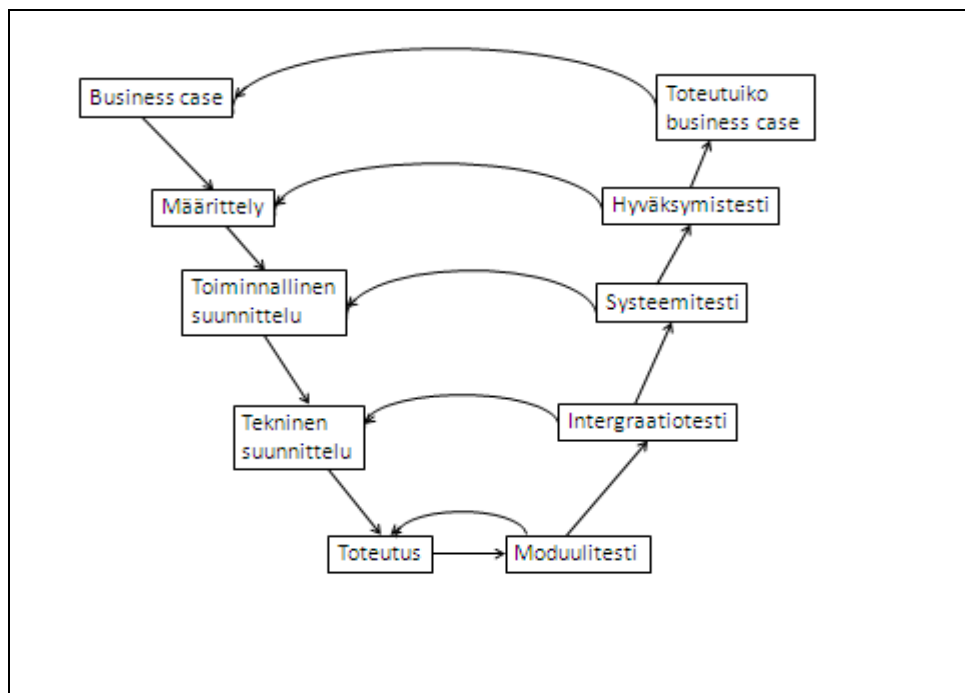 Business case
Toteutuiko
business case
Määrittely
Hyväksymistesti
Toiminnallinen
suunnittelu
Systeemitesti
Tekninen
suunnittelu
Intergraatiotesti
Toteutus
Moduulitesti